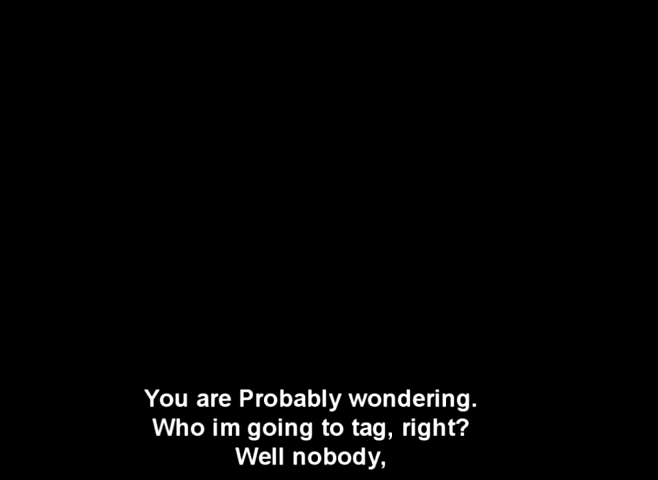 You are Probably wondering.
Who im going to tag, right?
Well nobody,